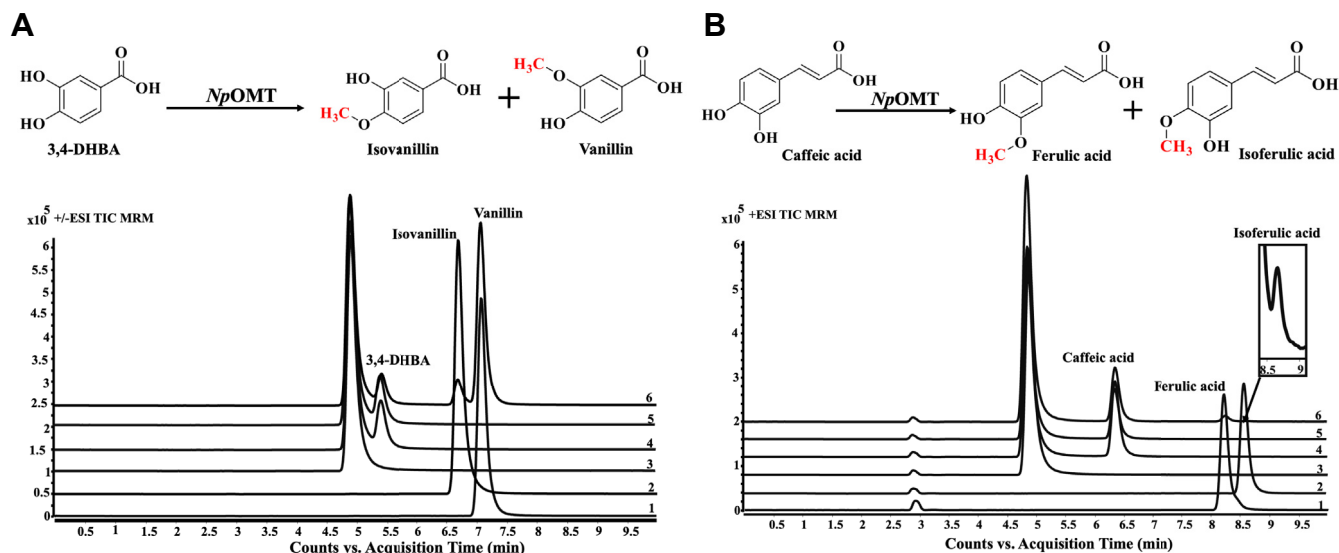 A
HO
HO
O
OH
3,4-DHBA
NpOMT
HO
H₃C
O
O
OH
Isovanillin
+
H₃C
O
HO
O
OH
Vanillin
x10⁵ +/-ESI TIC MRM
6
5.5
5
4.5
4
3.5
3
2.5
2
1.5
1
0.5
0
Isovanillin
Vanillin
3,4-DHBA
6
5
4
3
2
1
0.5 1 1.5 2 2.5 3 3.5 4 4.5 5 5.5 6 6.5 7 7.5 8 8.5 9 9.5
Counts vs. Acquisition Time (min)
B
O
OH
HO
HO
Caffeic acid
NpOMT
O
OH
HO
O
H₃C
Ferulic acid
+
O
OH
O
CH₃
OH
Isoferulic acid
x10⁵ +ESI TIC MRM
6
5
4
3
2
1
0
Caffeic acid
Ferulic acid
Isoferulic acid
8.5 9
6
5
4
3
2
1
0.5 1 1.5 2 2.5 3 3.5 4 4.5 5 5.5 6 6.5 7 7.5 8 8.5 9 9.5
Counts vs. Acquisition Time (min)